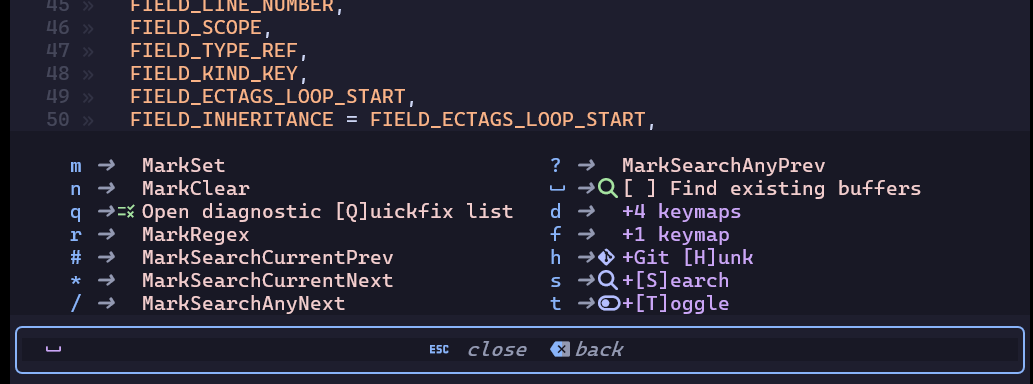 45 » FIELD_LINE_NUMBER,
46 » FIELD_SCOPE,
47 » FIELD_TYPE_REF,
48 » FIELD_KIND_KEY,
49 » FIELD_ECTAGS_LOOP_START,
50 » FIELD_INHERITANCE = FIELD_ECTAGS_LOOP_START,
m → MarkSet
n → MarkClear
q → Open diagnostic [Q]uickfix list
r → MarkRegex
# → MarkSearchCurrentPrev
* → MarkSearchCurrentNext
/ → MarkSearchAnyNext
? → MarkSearchAnyPrev
␣ → [ ] Find existing buffers
d → +4 keymaps
f → +1 keymap
h → +Git [H]unk
s → +[S]earch
t → +[T]oggle
␣ ESC close back